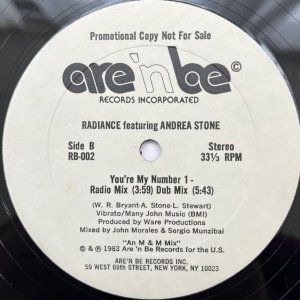 Promotional Copy Not For Sale
are 'n be ©
RECORDS INCORPORATED
RADIANCE featuring ANDREA STONE
Side B
Stereo
RB-002
33⅓ RPM
You're My Number 1 -
Radio Mix (3:59) Dub Mix (5:43)
(W. R. Bryant-A. Stone-L. Stewart)
Vibrato/Many John Music (BMI)
Produced by Ware Productions
Mixed by John Morales & Sergio Munzibai
"An M & M Mix"
© & ℗ 1983 Are 'n Be Records for the U.S.
ARE'N BE RECORDS INC.
59 WEST 69th STREET, NEW YORK, NY 10023